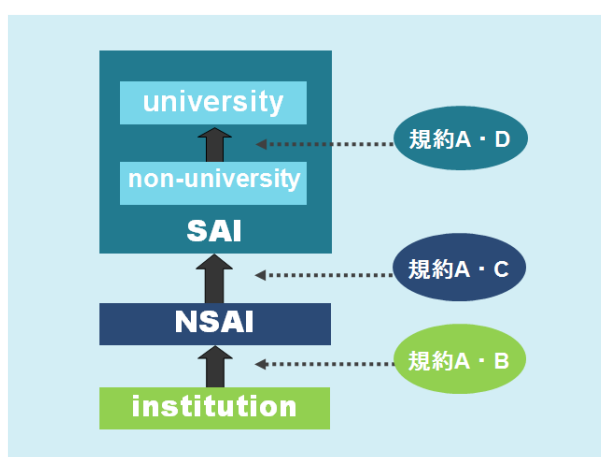 university
規約A・D
non-university
SAI
規約A・C
NSAI
規約A・B
institution